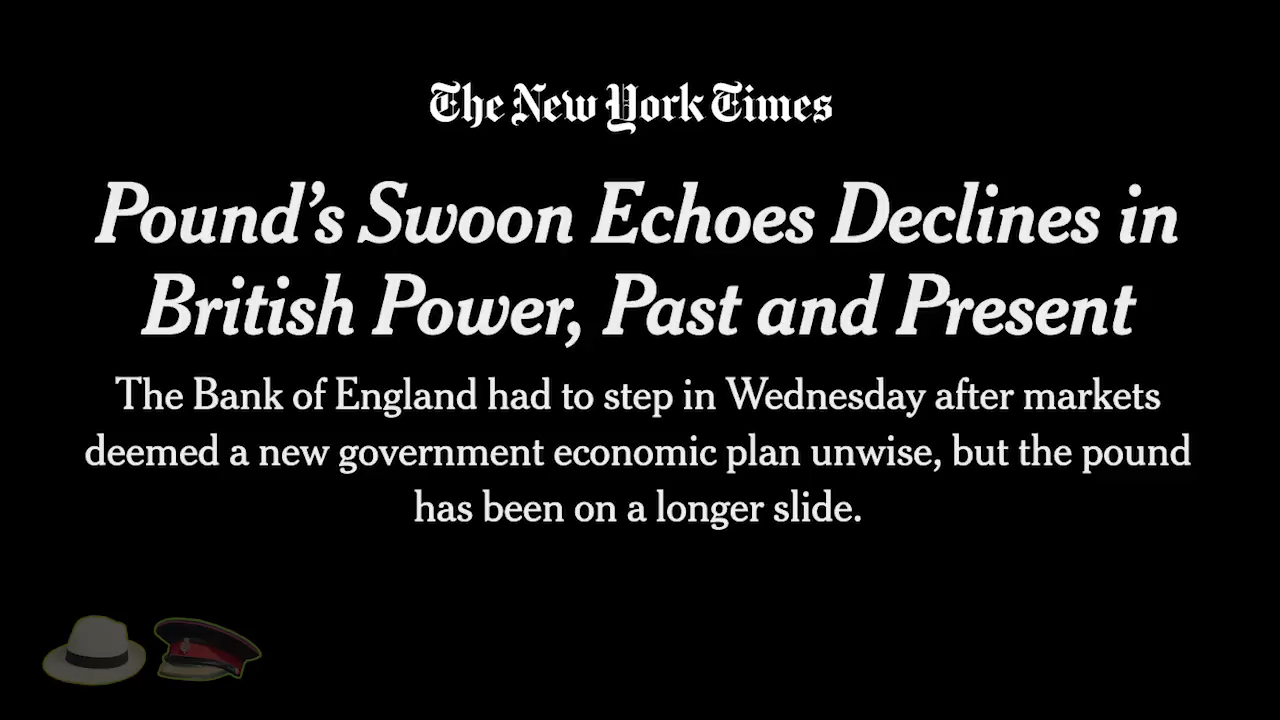 The New York Times
Pound’s Swoon Echoes Declines in
British Power, Past and Present
The Bank of England had to step in Wednesday after markets
deemed a new government economic plan unwise, but the pound
has been on a longer slide.